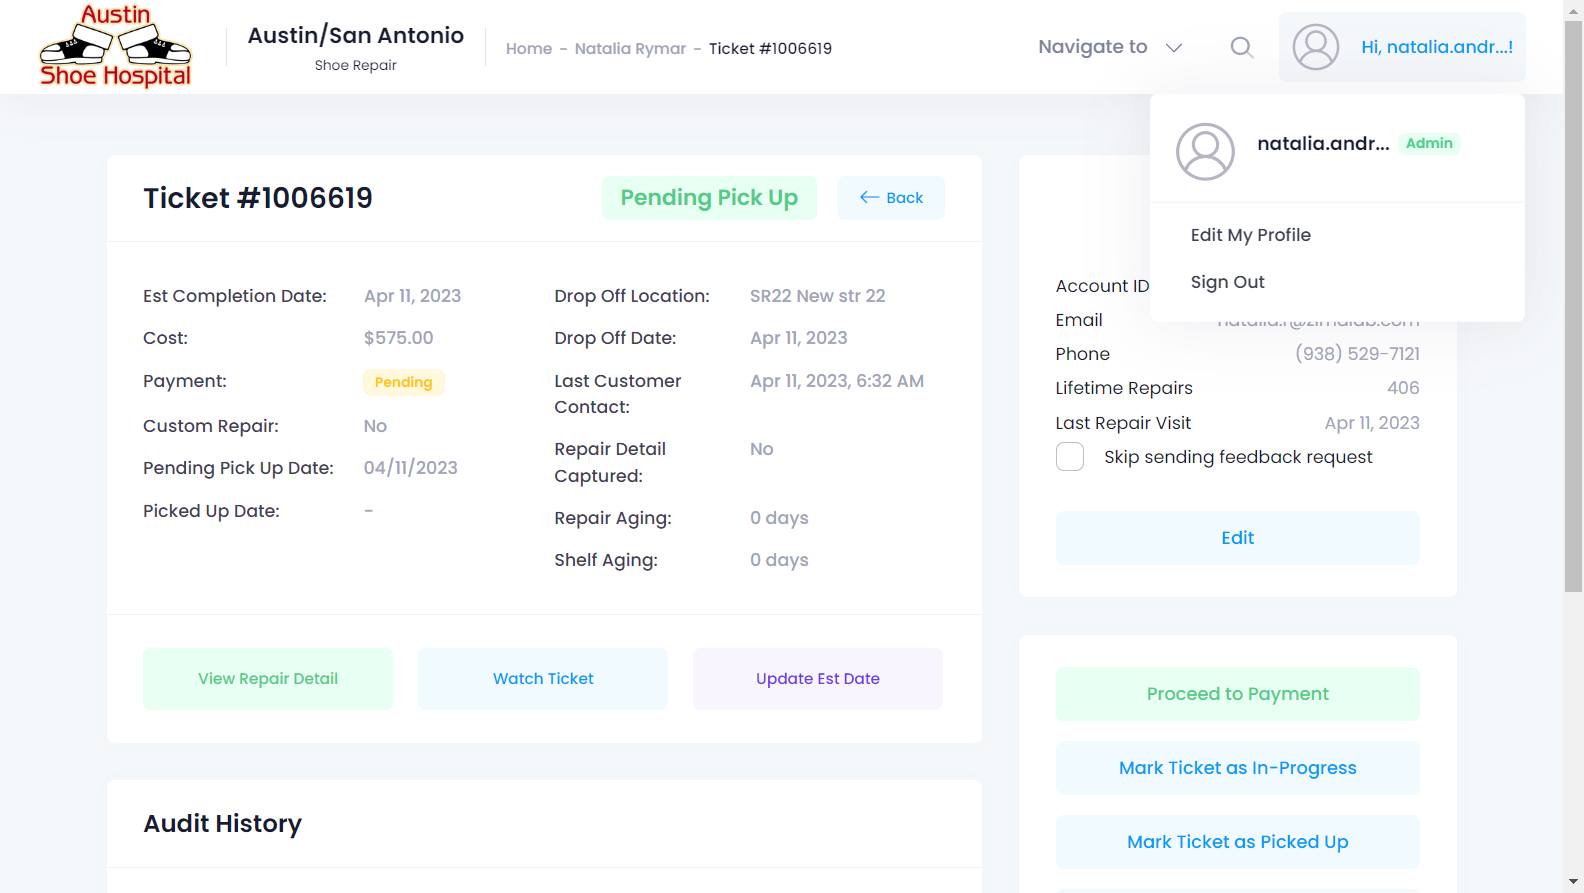 Austin
Shoe Hospital
Austin/San Antonio
Shoe Repair
Home - Natalia Rymar - Ticket #1006619
Navigate to
Hi, natalia.andr...!
natalia.andr... Admin
Edit My Profile
Sign Out
Ticket #1006619
Pending Pick Up
Back
Est Completion Date: Apr 11, 2023
Cost: $575.00
Payment: Pending
Custom Repair: No
Pending Pick Up Date: 04/11/2023
Picked Up Date: -
Drop Off Location: SR22 New str 22
Drop Off Date: Apr 11, 2023
Last Customer Contact: Apr 11, 2023, 6:32 AM
Repair Detail Captured: No
Repair Aging: 0 days
Shelf Aging: 0 days
View Repair Detail
Watch Ticket
Update Est Date
Audit History
Account ID
Email natalia.r@zimalab.com
Phone (938) 529-7121
Lifetime Repairs 406
Last Repair Visit Apr 11, 2023
Skip sending feedback request
Edit
Proceed to Payment
Mark Ticket as In-Progress
Mark Ticket as Picked Up